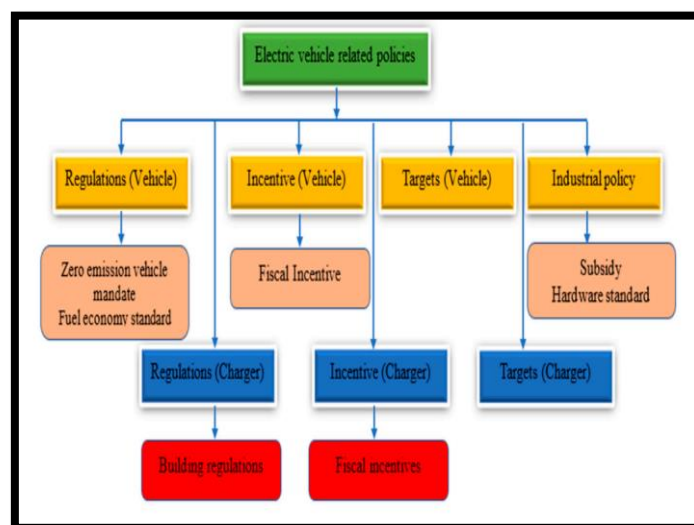 Electric vehicle related policies
Regulations (Vehicle)
Incentive (Vehicle)
Targets (Vehicle)
Industrial policy
Zero emission vehicle
mandate
Fuel economy standard
Fiscal Incentive
Subsidy
Hardware standard
Regulations (Charger)
Incentive (Charger)
Targets (Charger)
Building regulations
Fiscal incentives